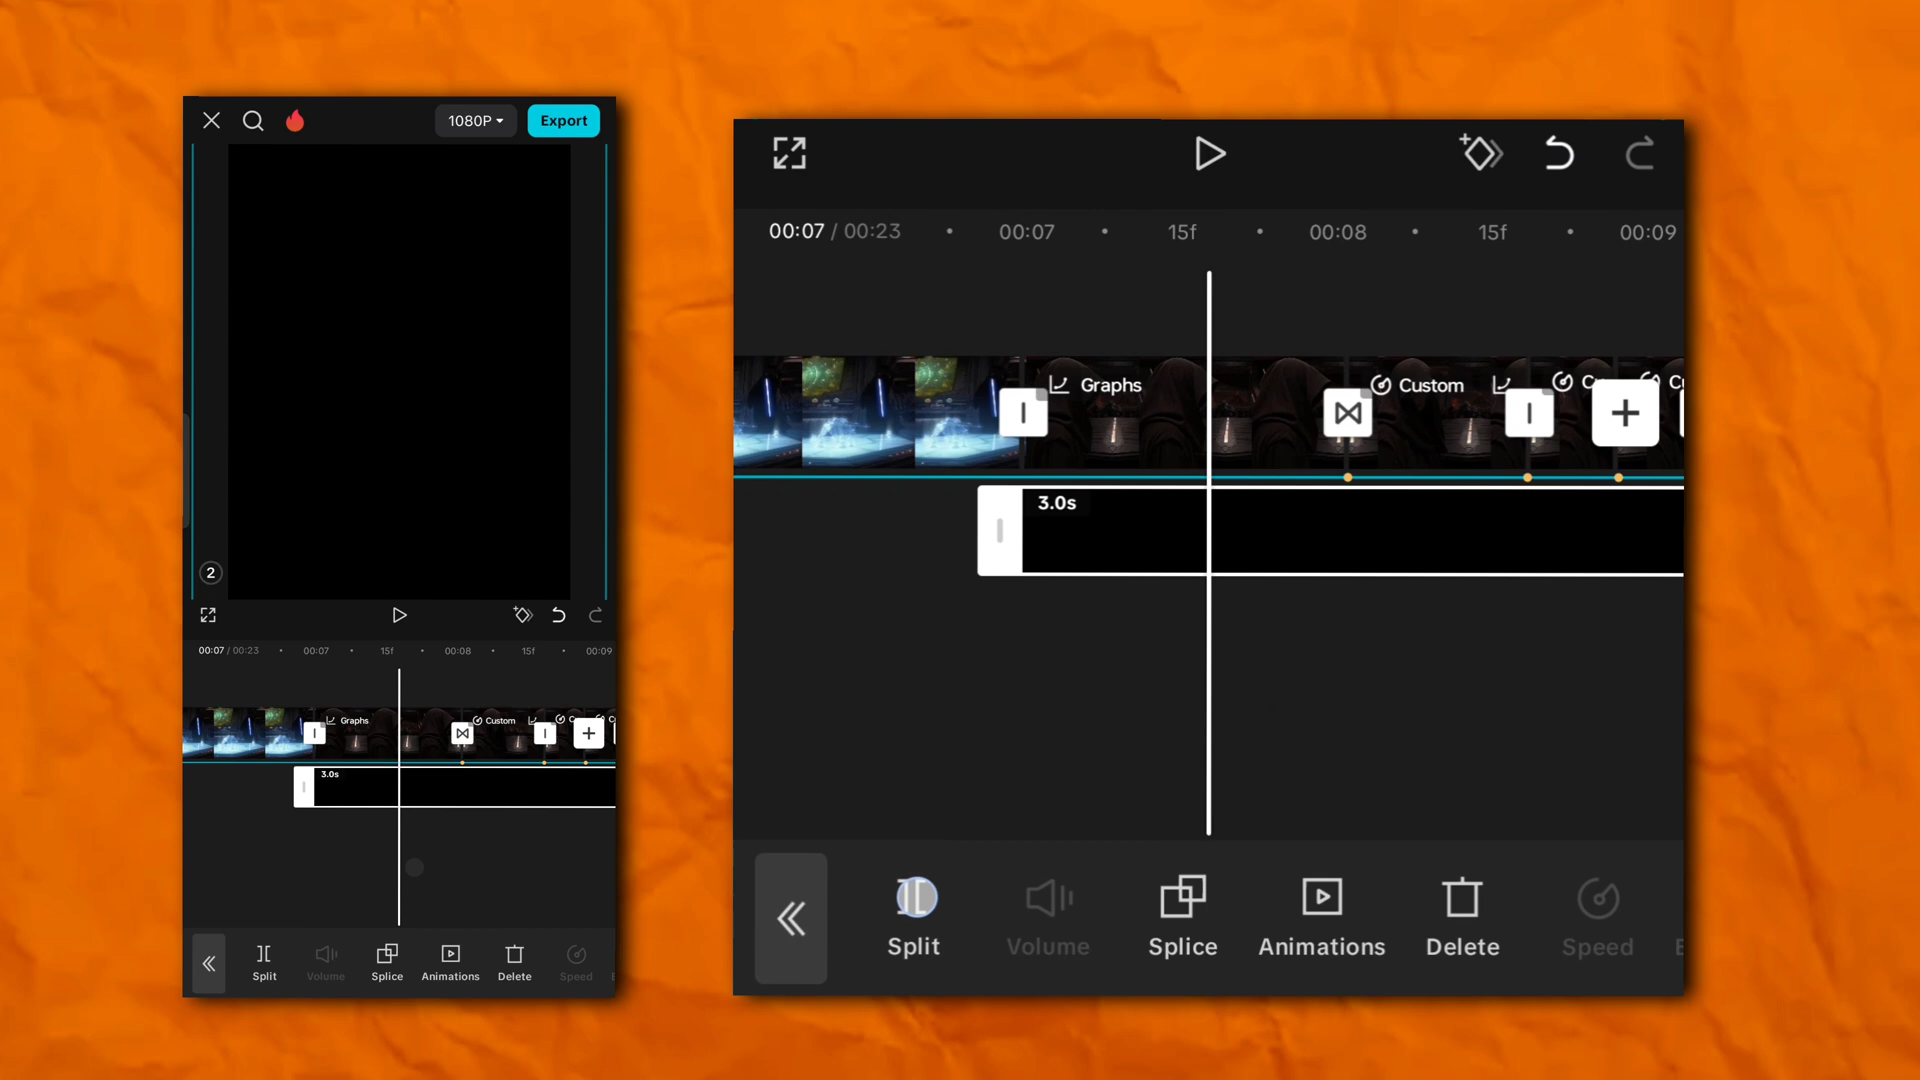 1080P
Export
2
00:07 / 00:23
00:07
15f
00:08
15f
00:09
Graphs
Custom
3.0s
Split
Volume
Splice
Animations
Delete
Speed
00:07 / 00:23
00:07
15f
00:08
15f
00:09
Graphs
Custom
3.0s
Split
Volume
Splice
Animations
Delete
Speed